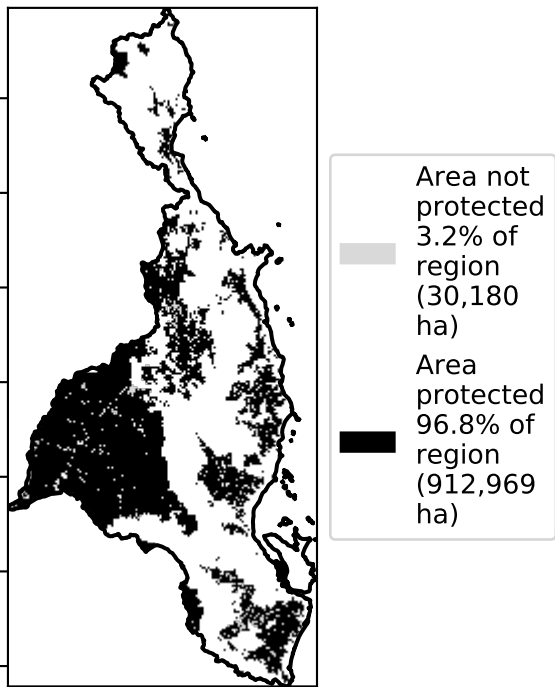 Area not
protected
3.2% of
region
(30,180
ha)
Area
protected
96.8% of
region
(912,969
ha)